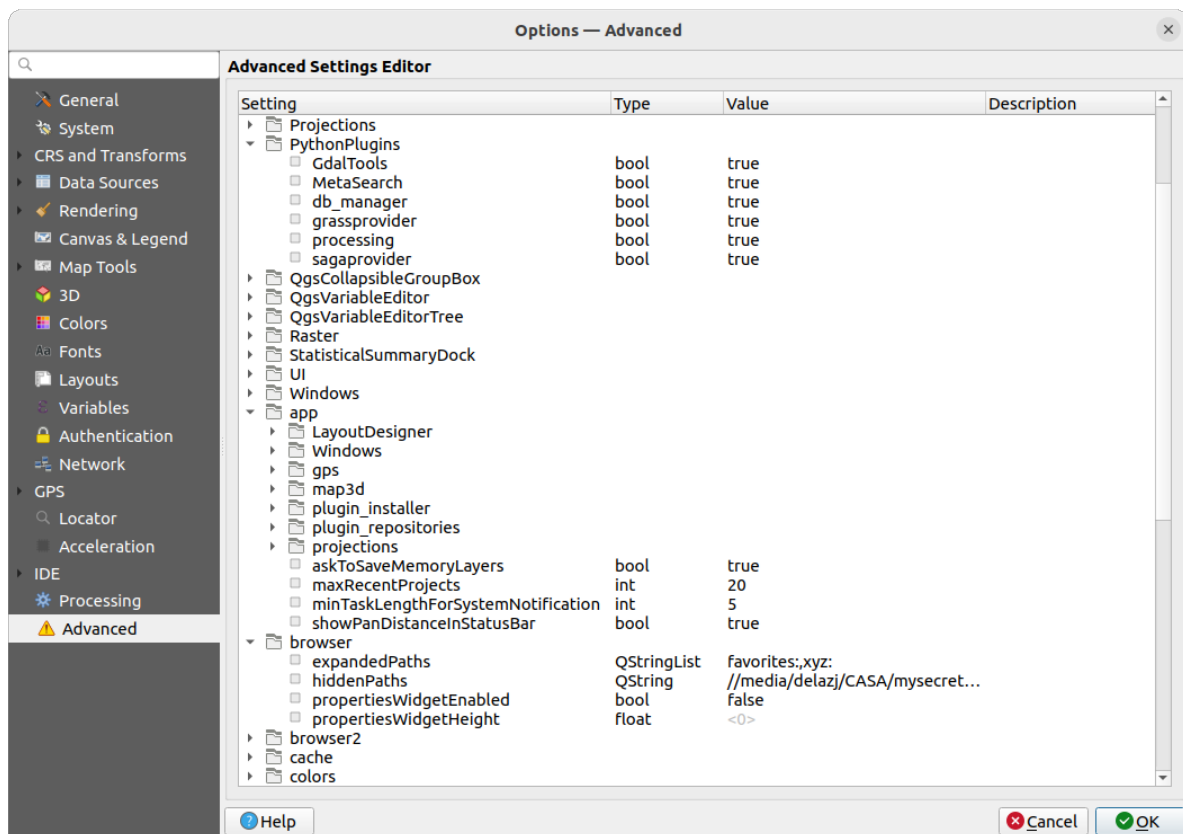 Options — Advanced
Advanced Settings Editor
General
System
CRS and Transforms
Data Sources
Rendering
Canvas & Legend
Map Tools
3D
Colors
Aa Fonts
Layouts
Variables
Authentication
Network
GPS
Locator
Acceleration
IDE
Processing
Advanced
Setting Type Value Description
Projections
PythonPlugins
GdalTools bool true
MetaSearch bool true
db_manager bool true
grassprovider bool true
processing bool true
sagaprovider bool true
QgsCollapsibleGroupBox
QgsVariableEditor
QgsVariableEditorTree
Raster
StatisticalSummaryDock
UI
Windows
app
LayoutDesigner
Windows
gps
map3d
plugin_installer
plugin_repositories
projections
askToSaveMemoryLayers bool true
maxRecentProjects int 20
minTaskLengthForSystemNotification int 5
showPanDistanceInStatusBar bool true
browser
expandedPaths QStringList favorites:,xyz:
hiddenPaths QString //media/delazj/CASA/mysecret...
propertiesWidgetEnabled bool false
propertiesWidgetHeight float <0>
browser2
cache
colors
Help
Cancel
OK